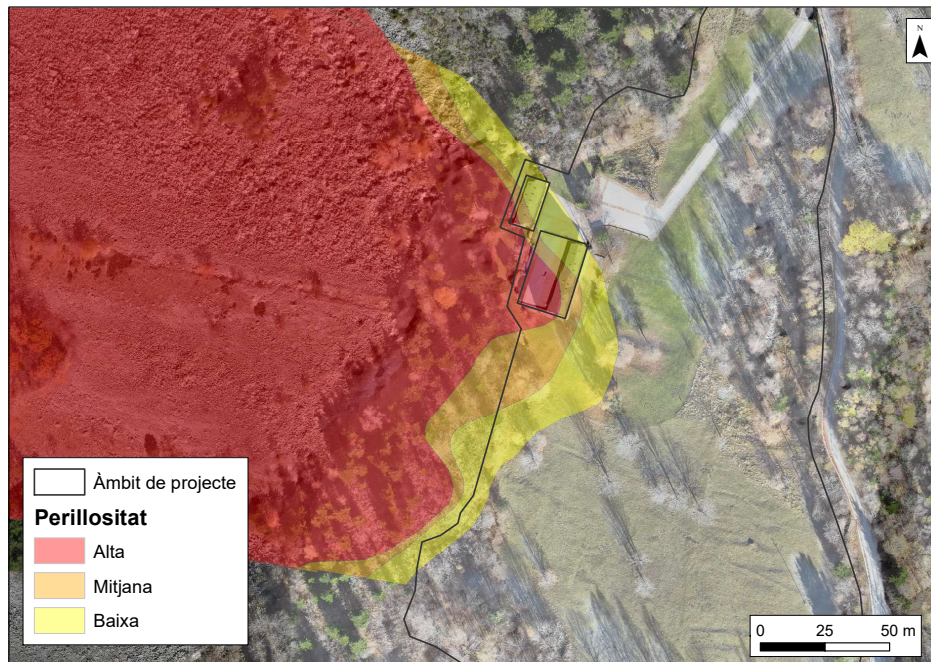 N
Àmbit de projecte
Perillositat
Alta
Mitjana
Baixa
0 25 50 m